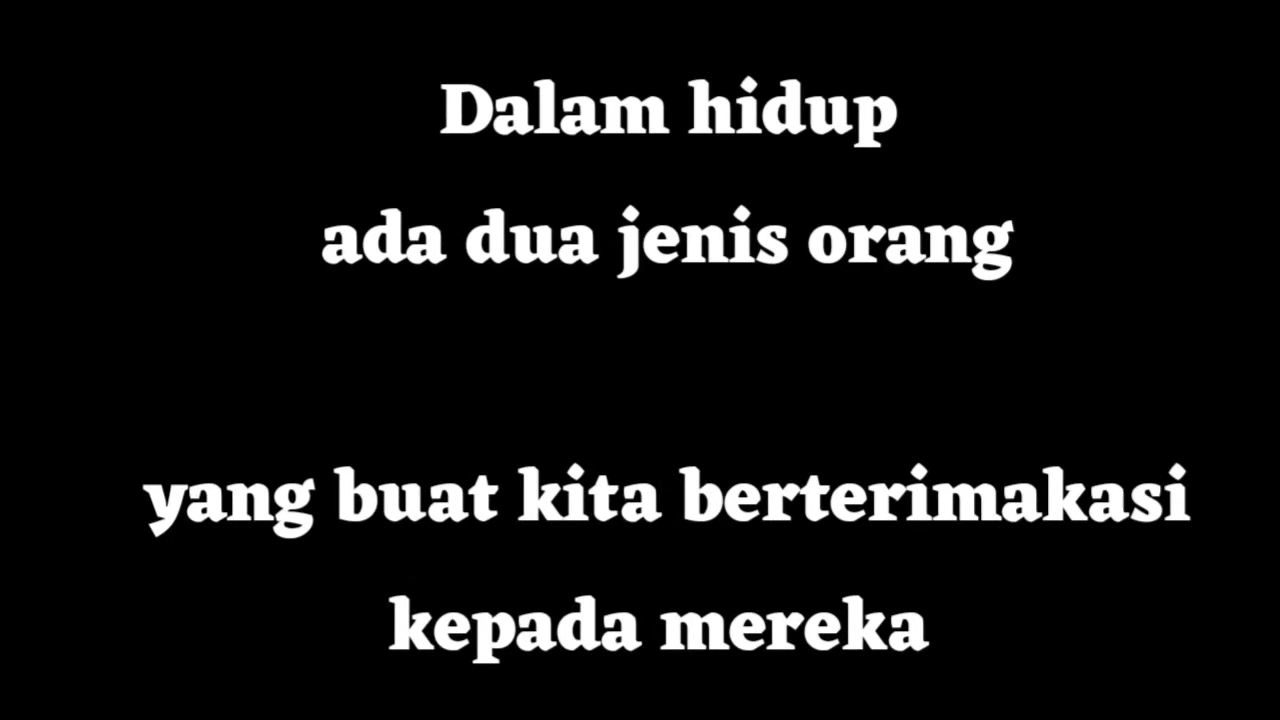 Dalam hidup
ada dua jenis orang
yang buat kita berterimakasi
kepada mereka